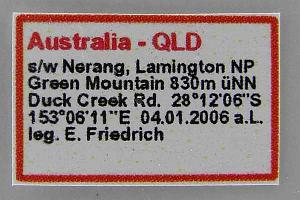 Australia - QLD
s/w Nerang, Lamington NP
Green Mountain 830m üNN
Duck Creek Rd. 28°12'06"S
153°06'11"E 04.01.2006 a.L.
leg. E. Friedrich